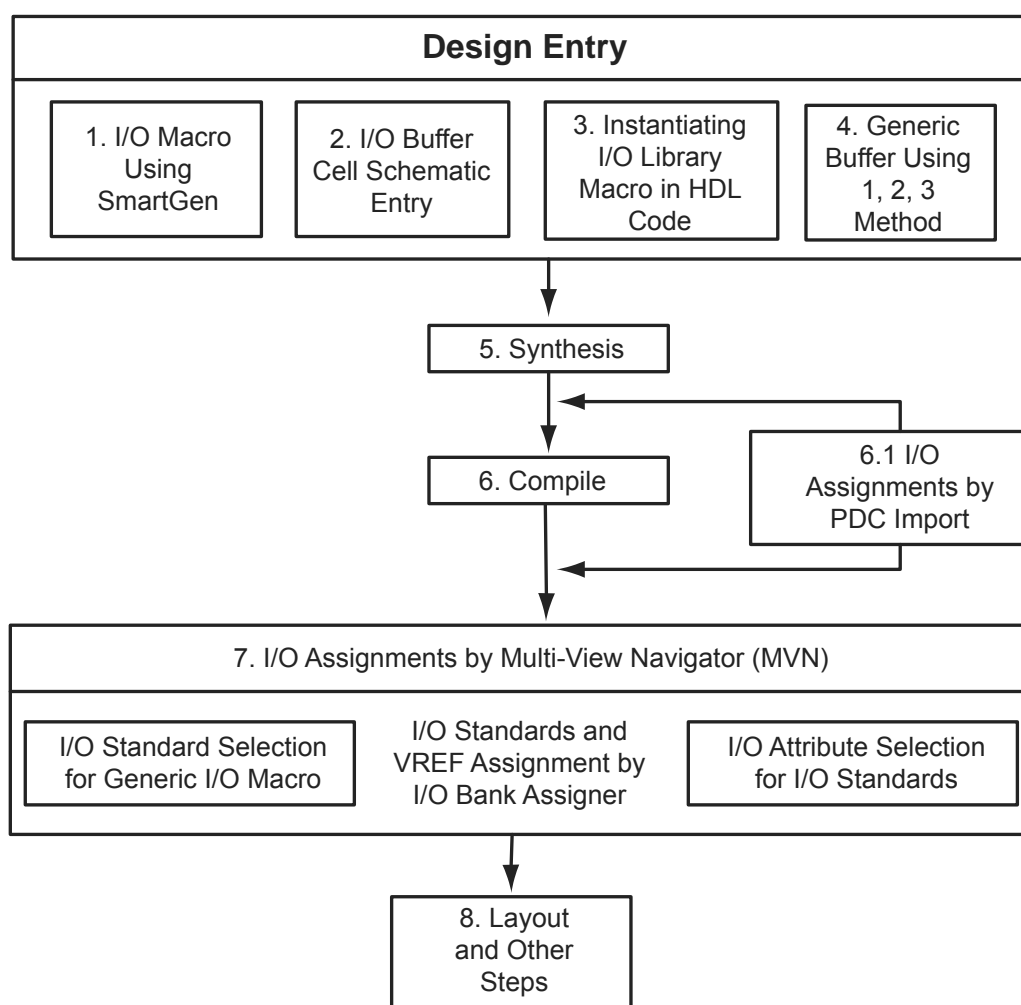 Design Entry
1. I/O Macro
Using
SmartGen
2. I/O Buffer
Cell Schematic
Entry
3. Instantiating
I/O Library
Macro in HDL
Code
4. Generic
Buffer Using
1, 2, 3
Method
5. Synthesis
6. Compile
6.1 I/O
Assignments by
PDC Import
7. I/O Assignments by Multi-View Navigator (MVN)
I/O Standard Selection
for Generic I/O Macro
I/O Standards and
VREF Assignment by
I/O Bank Assigner
I/O Attribute Selection
for I/O Standards
8. Layout
and Other
Steps